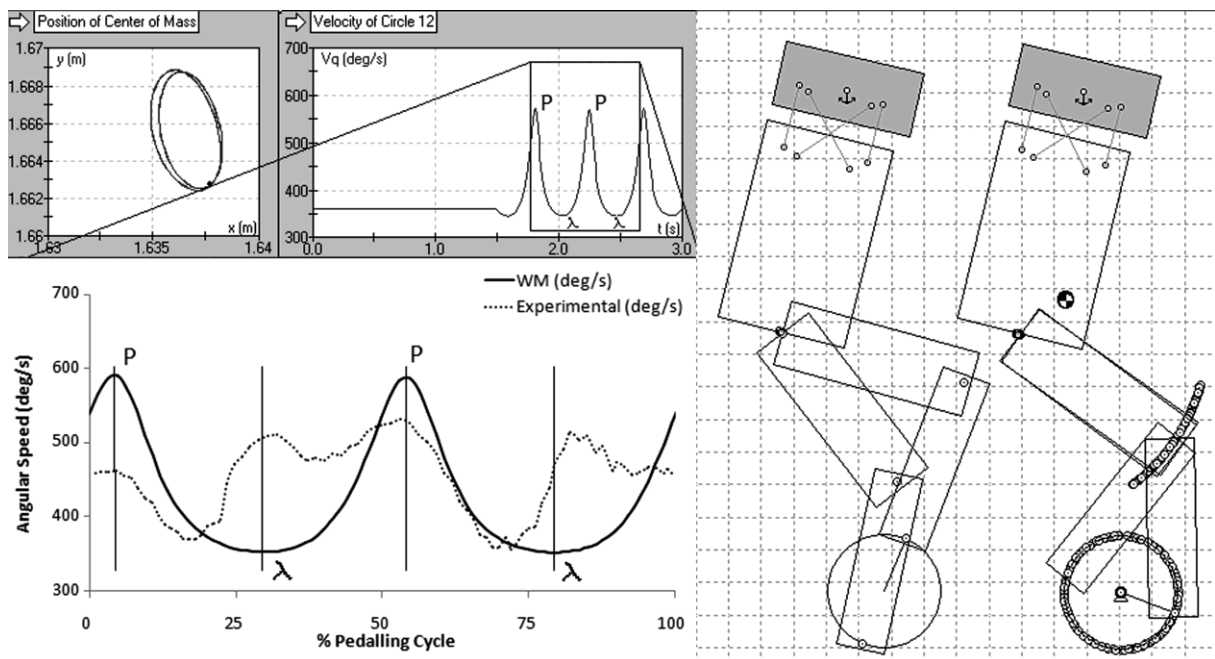 Position of Center of Mass
Velocity of Circle 12
1.67
y (m)
1.668
1.666
1.664
1.662
1.66
x (m)
1.63
1.635
1.64
700
Vq (deg/s)
600
500
400
300
P
P
λ
λ
t (s)
0.0
1.0
2.0
3.0
WM (deg/s)
Experimental (deg/s)
700
600
500
400
300
Angular Speed (deg/s)
P
P
λ
λ
0
25
50
75
100
% Pedalling Cycle